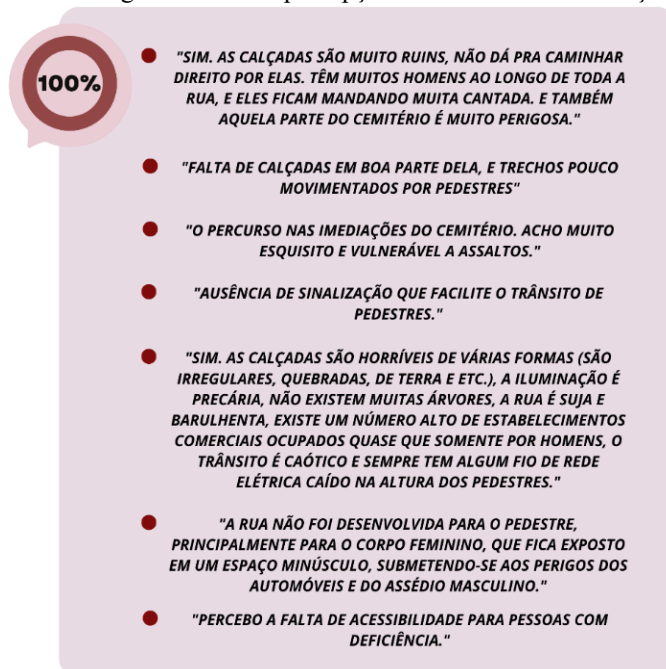 100%
"SIM. AS CALÇADAS SÃO MUITO RUINS, NÃO DÁ PRA CAMINHAR
DIREITO POR ELAS. TÊM MUITOS HOMENS AO LONGO DE TODA A
RUA, E ELES FICAM MANDANDO MUITA CANTADA. E TAMBÉM
AQUELA PARTE DO CEMITÉRIO É MUITO PERIGOSA."
"FALTA DE CALÇADAS EM BOA PARTE DELA, E TRECHOS POUCO
MOVIMENTADOS POR PEDESTRES"
"O PERCURSO NAS IMEDIAÇÕES DO CEMITÉRIO. ACHO MUITO
ESQUISITO E VULNERÁVEL A ASSALTOS."
"AUSÊNCIA DE SINALIZAÇÃO QUE FACILITE O TRÂNSITO DE
PEDESTRES."
"SIM. AS CALÇADAS SÃO HORRÍVEIS DE VÁRIAS FORMAS (SÃO
IRREGULARES, QUEBRADAS, DE TERRA E ETC.), A ILUMINAÇÃO É
PRECÁRIA, NÃO EXISTEM MUITAS ÁRVORES, A RUA É SUJA E
BARULHENTA, EXISTE UM NÚMERO ALTO DE ESTABELECIMENTOS
COMERCIAIS OCUPADOS QUASE QUE SOMENTE POR HOMENS, O
TRÂNSITO É CAÓTICO E SEMPRE TEM ALGUM FIO DE REDE
ELÉTRICA CAÍDO NA ALTURA DOS PEDESTRES."
"A RUA NÃO FOI DESENVOLVIDA PARA O PEDESTRE,
PRINCIPALMENTE PARA O CORPO FEMININO, QUE FICA EXPOSTO
EM UM ESPAÇO MINÚSCULO, SUBMETENDO-SE AOS PERIGOS DOS
AUTOMÓVEIS E DO ASSÉDIO MASCULINO."
"PERCEBO A FALTA DE ACESSIBILIDADE PARA PESSOAS COM
DEFICIÊNCIA."